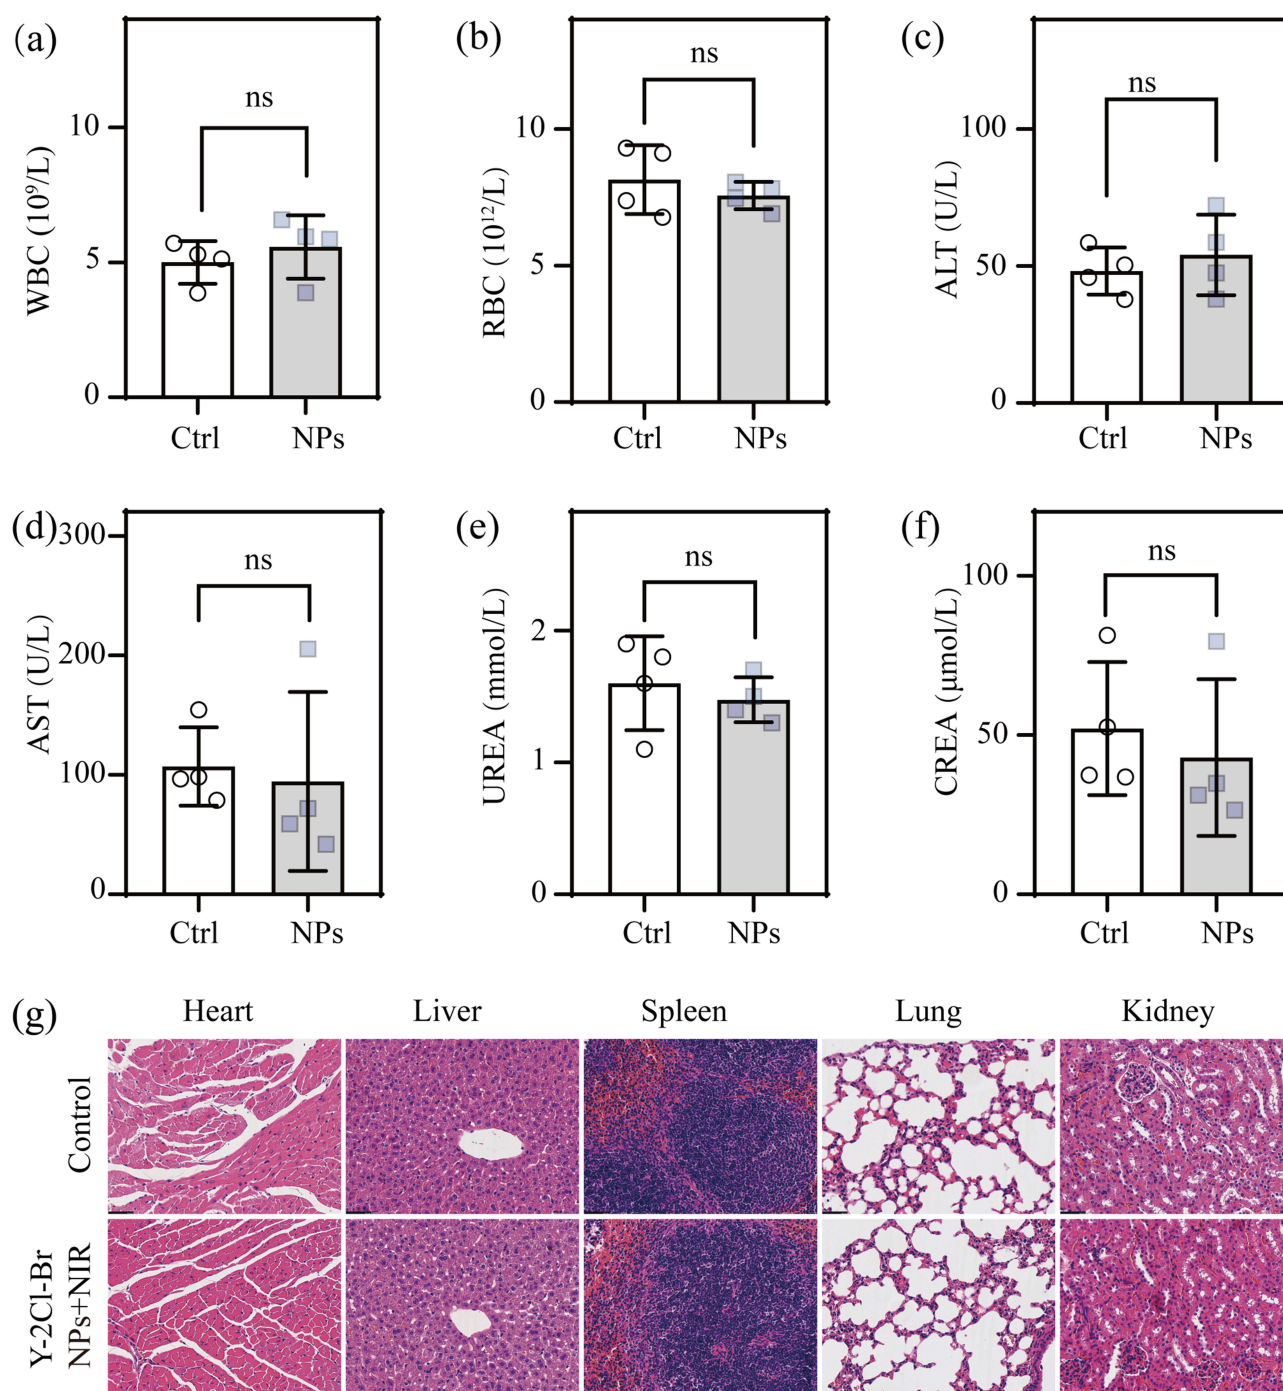 (a)
ns
WBC (10⁹/L)
10
5
0
Ctrl NPs
(b)
ns
RBC (10¹²/L)
10
5
0
Ctrl NPs
(c)
ns
ALT (U/L)
100
50
0
Ctrl NPs
(d)
ns
AST (U/L)
300
200
100
0
Ctrl NPs
(e)
ns
UREA (mmol/L)
2
1
0
Ctrl NPs
(f)
ns
CREA (μmol/L)
100
50
0
Ctrl NPs
(g)
Heart Liver Spleen Lung Kidney
Control
Y-2Cl-Br
NPs+NIR